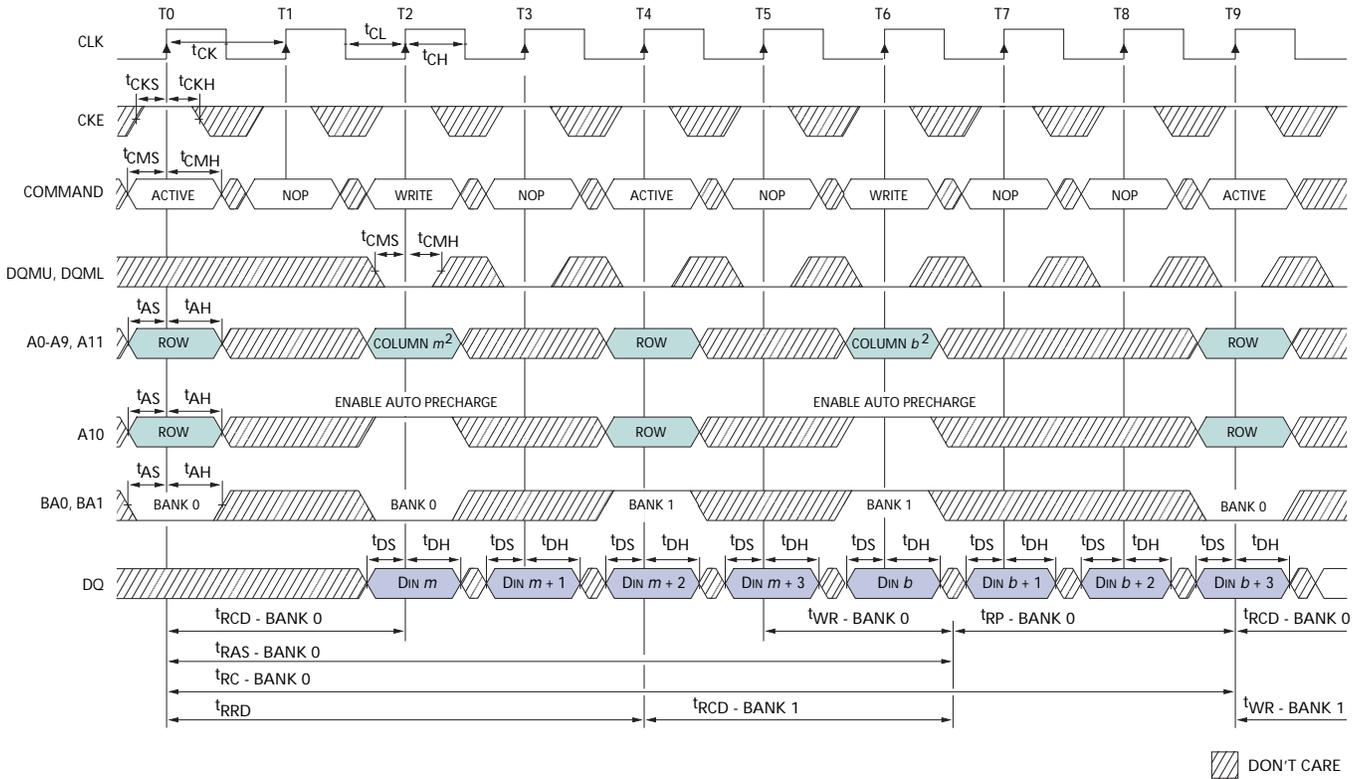 T0 T1 T2 T3 T4 T5 T6 T7 T8 T9
CLK
tCK tCL tCH
tCKS tCKH
CKE
tCMS tCMH
COMMAND ACTIVE NOP WRITE NOP ACTIVE NOP WRITE NOP NOP ACTIVE
tCMS tCMH
DQMU, DQML
tAS tAH
A0-A9, A11 ROW COLUMN m2 ROW COLUMN b2 ROW
tAS tAH ENABLE AUTO PRECHARGE ENABLE AUTO PRECHARGE
A10 ROW ROW ROW
tAS tAH
BA0, BA1 BANK 0 BANK 0 BANK 1 BANK 1 BANK 0
tDS tDH tDS tDH tDS tDH tDS tDH tDS tDH tDS tDH tDS tDH tDS tDH
DQ DIN m DIN m + 1 DIN m + 2 DIN m + 3 DIN b DIN b + 1 DIN b + 2 DIN b + 3
tRCD - BANK 0 tWR - BANK 0 tRP - BANK 0 tRCD - BANK 0
tRAS - BANK 0
tRC - BANK 0
tRRD tRCD - BANK 1 tWR - BANK 1
DON'T CARE